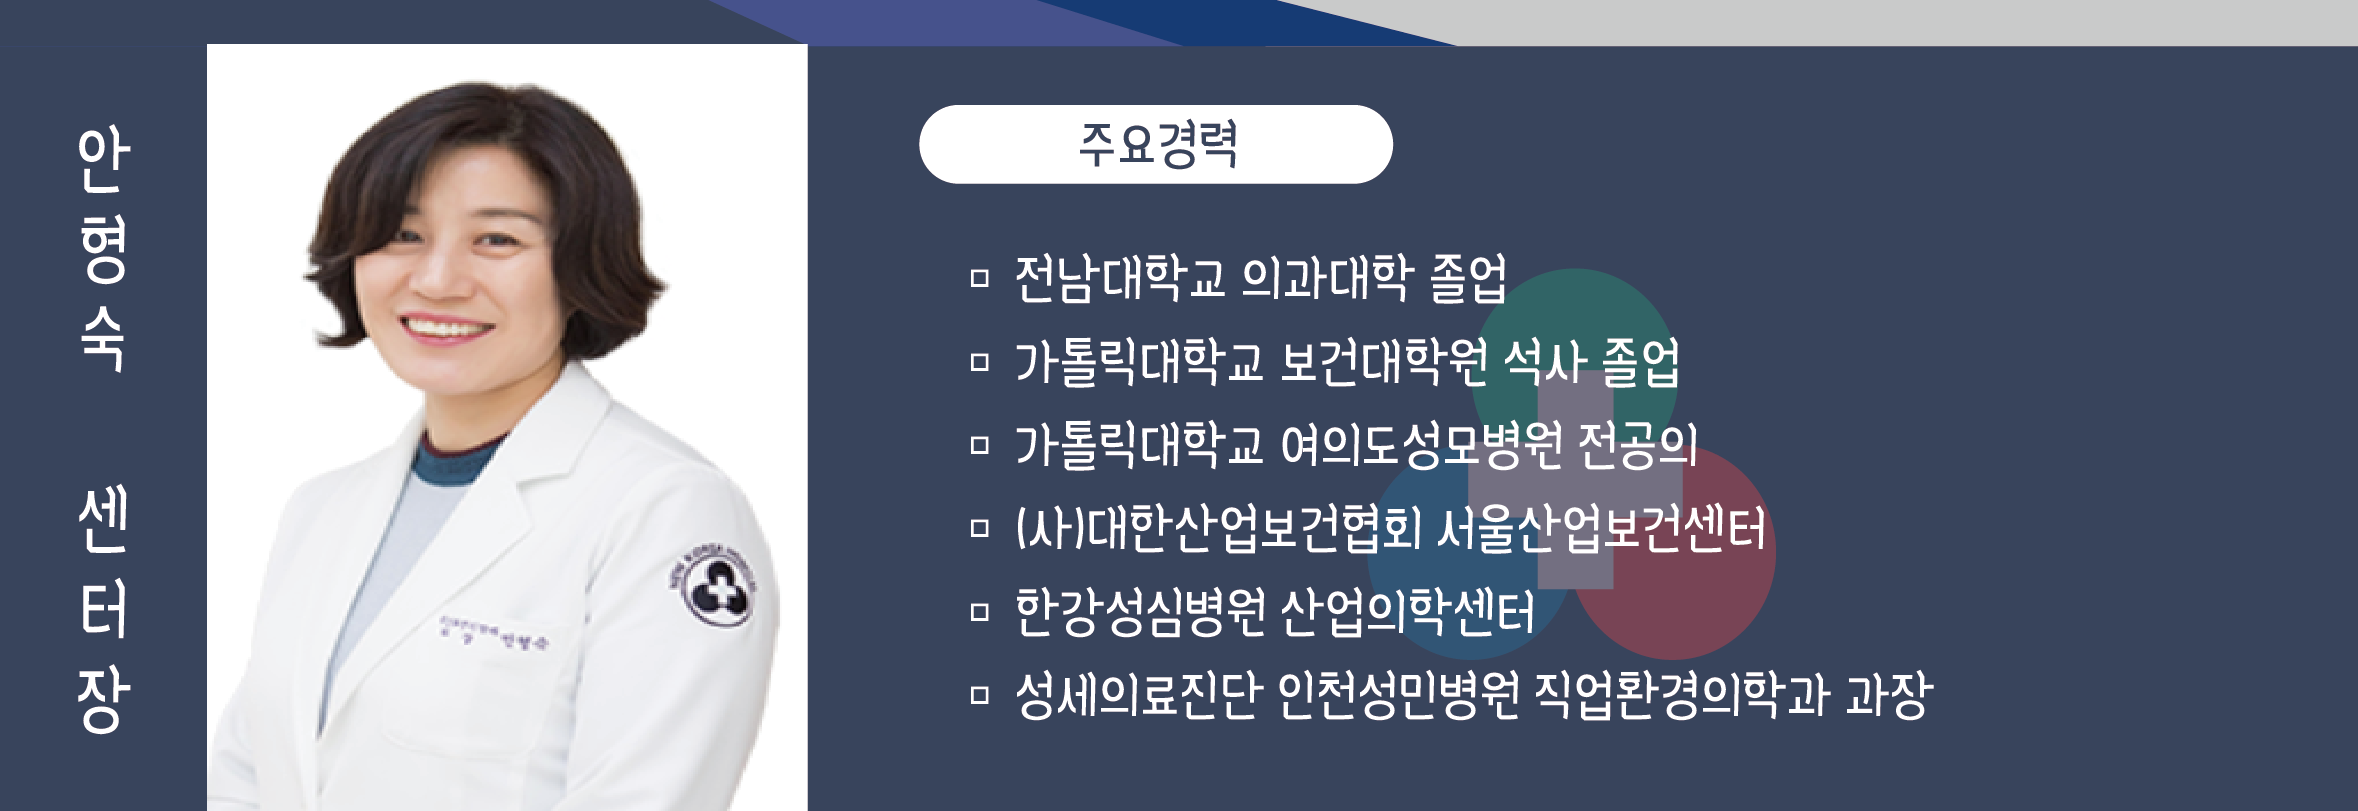 안형숙 센터장
주요경력
▫ 전남대학교 의과대학 졸업
▫ 가톨릭대학교 보건대학원 석사 졸업
▫ 가톨릭대학교 여의도성모병원 전공의
▫ (사)대한산업보건협회 서울산업보건센터
▫ 한강성심병원 산업의학센터
▫ 성세의료진단 인천성민병원 직업환경의학과 과장